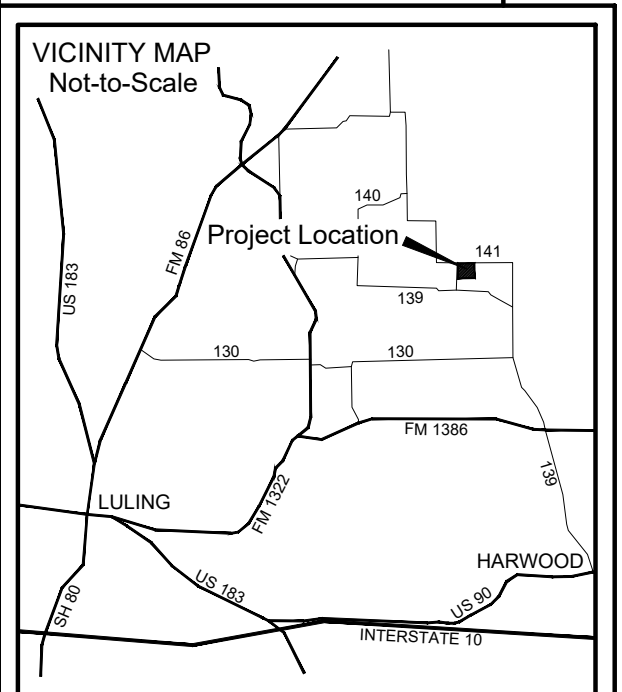 VICINITY MAP
Not-to-Scale
140
Project Location
141
FM 86
US 183
139
130
130
FM 1386
139
FM 1322
LULING
HARWOOD
US 183
US 90
SH 80
INTERSTATE 10